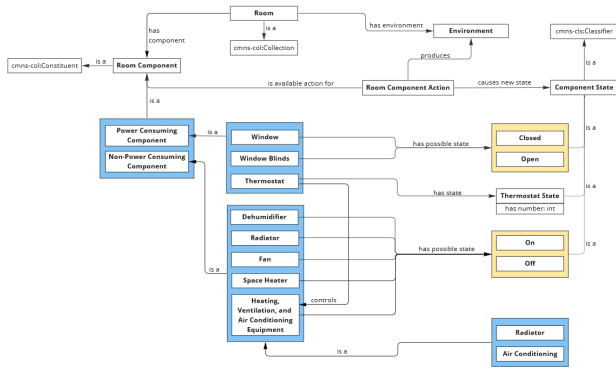 Room
has
component
is a
has environment
Environment
cmns-cls:Classifier
cmns-col:Collection
cmns-col:Constituent
is a
Room Component
produces
is a
is available action for
Room Component Action
causes new state
Component State
is a
Power Consuming
Component
Non-Power Consuming
Component
is a
Window
Window Blinds
Thermostat
has possible state
Closed
Open
is a
has state
Thermostat State
has number: int
is a
Dehumidifier
Radiator
Fan
Space Heater
Heating,
Ventilation, and
Air Conditioning
Equipment
is a
controls
has possible state
On
Off
is a
is a
Radiator
Air Conditioning